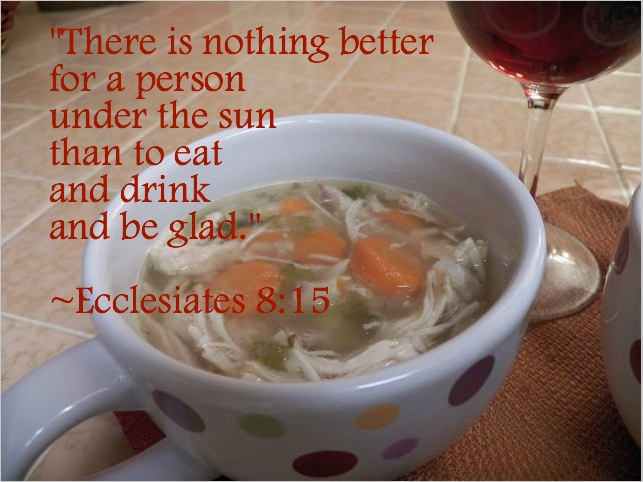 "There is nothing better
for a person
under the sun
than to eat
and drink
and be glad."
~Ecclesiates 8:15